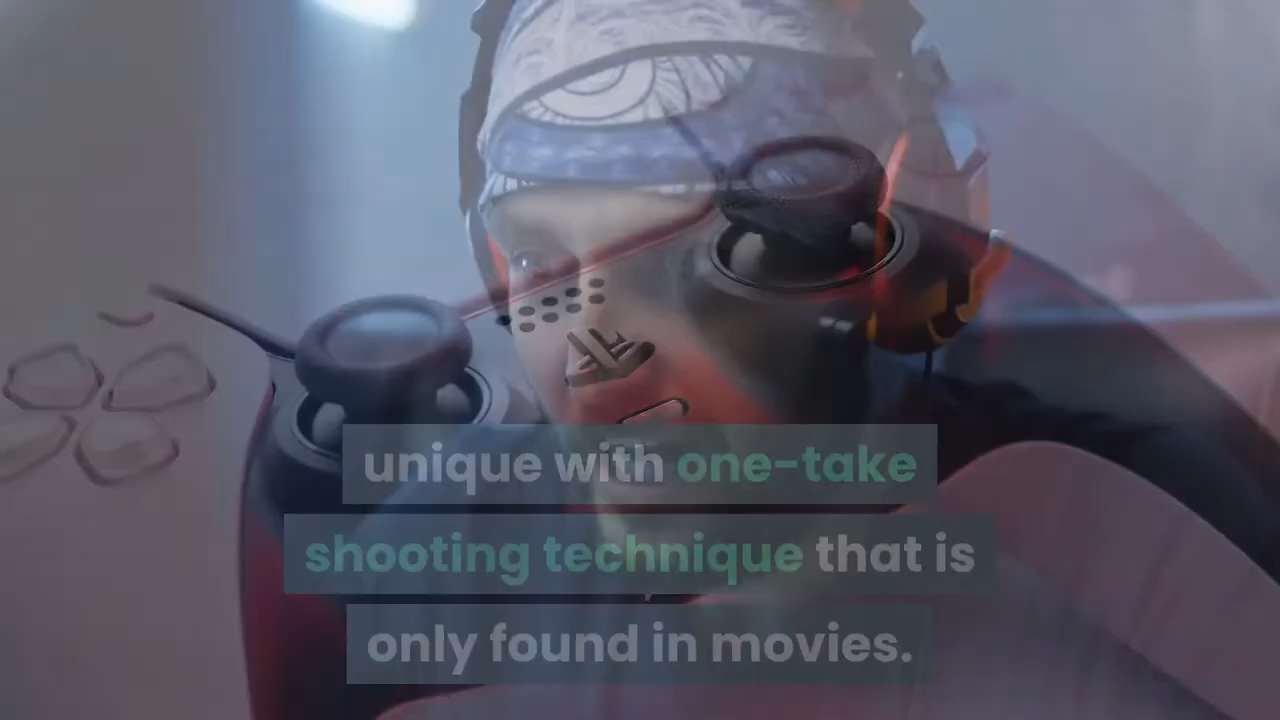 unique with one-take
shooting technique that is
only found in movies.